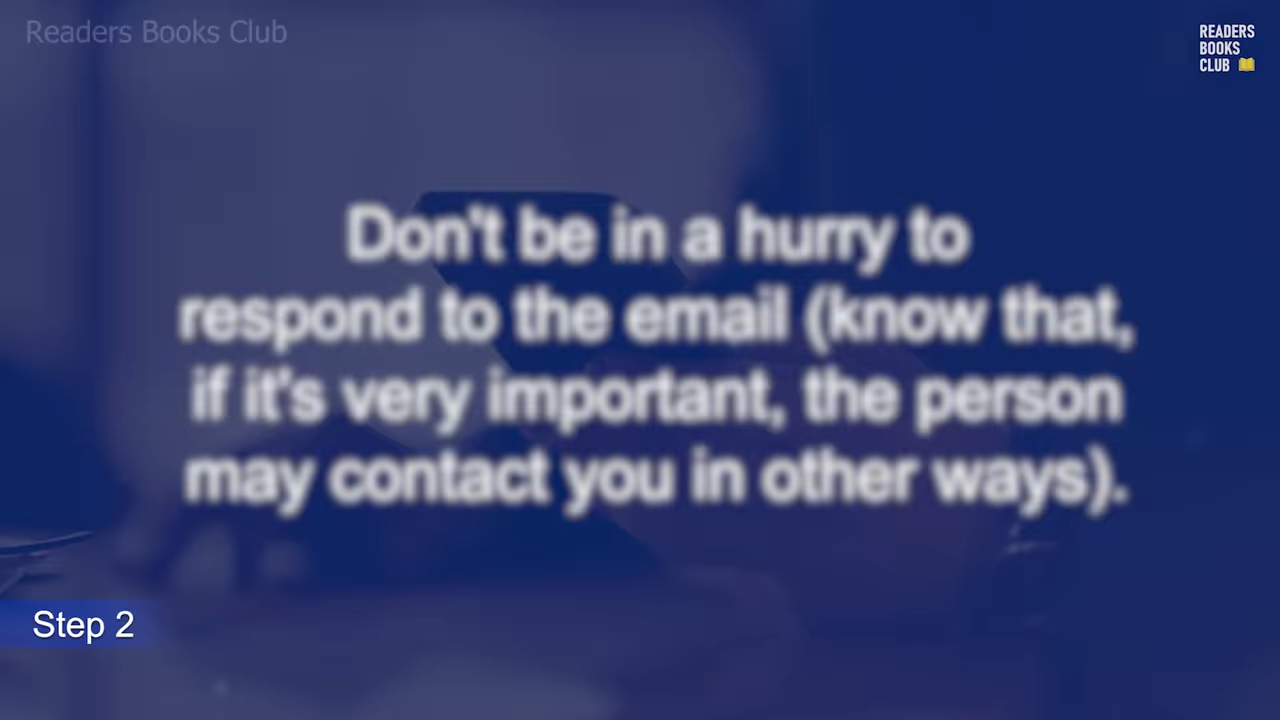 Readers Books Club
READERS
BOOKS
CLUB
Don't be in a hurry to
respond to the email (know that,
if it's very important, the person
may contact you in other ways).
Step 2